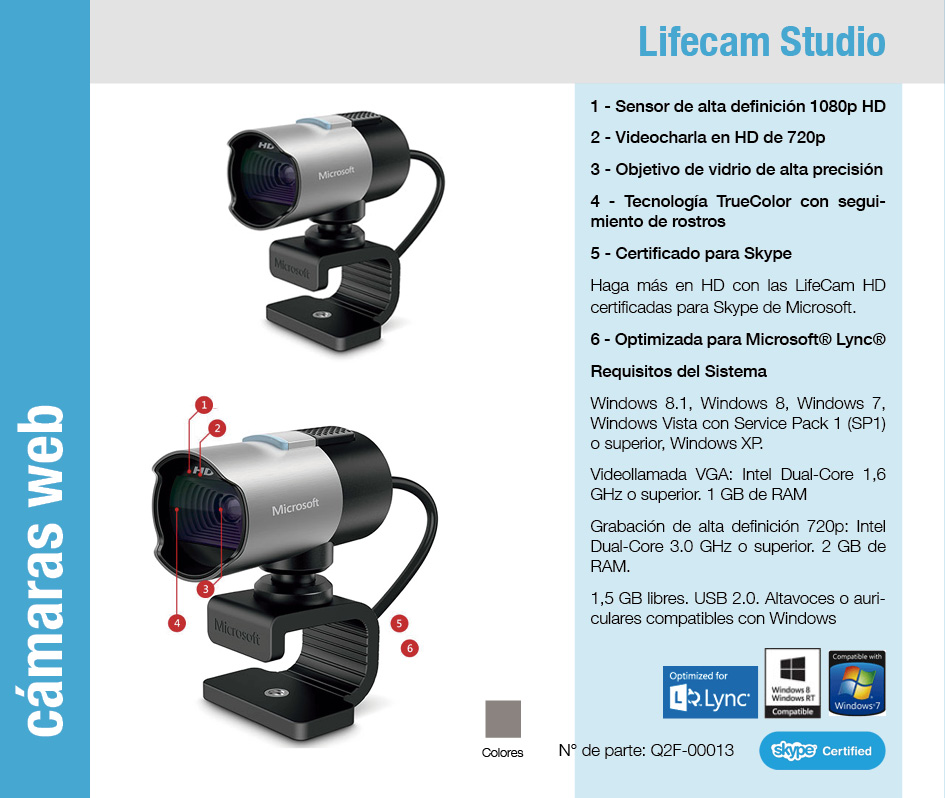 Lifecam Studio
cámaras web
HD
Microsoft
Microsoft
1 - Sensor de alta definición 1080p HD
2 - Videocharla en HD de 720p
3 - Objetivo de vidrio de alta precisión
4 - Tecnología TrueColor con segui-
miento de rostros
5 - Certificado para Skype
Haga más en HD con las LifeCam HD
certificadas para Skype de Microsoft.
6 - Optimizada para Microsoft® Lync®
Requisitos del Sistema
Windows 8.1, Windows 8, Windows 7,
Windows Vista con Service Pack 1 (SP1)
o superior, Windows XP.
Videollamada VGA: Intel Dual-Core 1,6
GHz o superior. 1 GB de RAM
Grabación de alta definición 720p: Intel
Dual-Core 3.0 GHz o superior. 2 GB de
RAM.
1,5 GB libres. USB 2.0. Altavoces o auri-
culares compatibles con Windows
1
2
HD
Microsoft
3
4
Microsoft
5
6
Optimized for
Lync
Windows 8
Windows RT
Compatible
Compatible with
Windows 7
Colores
N° de parte: Q2F-00013
skype Certified